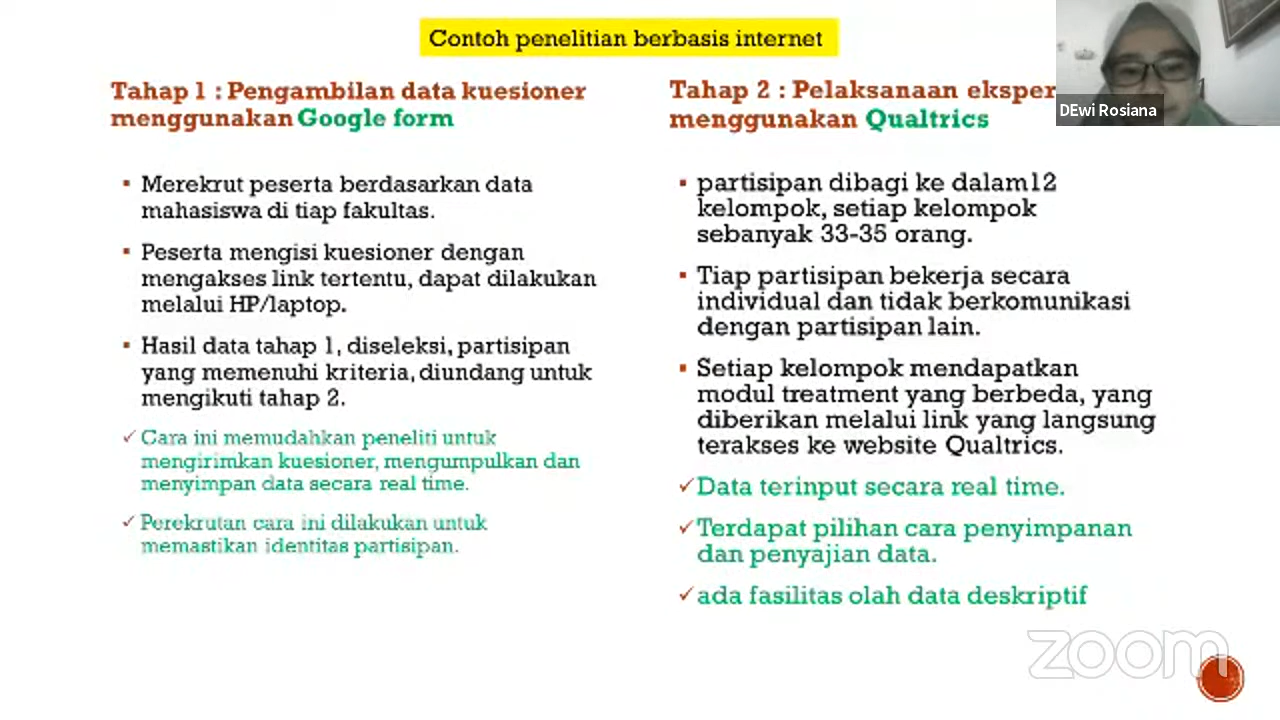 Contoh penelitian berbasis internet
Tahap 1 : Pengambilan data kuesioner
menggunakan Google form
▪ Merekrut peserta berdasarkan data
mahasiswa di tiap fakultas.
▪ Peserta mengisi kuesioner dengan
mengakses link tertentu, dapat dilakukan
melalui HP/laptop.
▪ Hasil data tahap 1, diseleksi, partisipan
yang memenuhi kriteria, diundang untuk
mengikuti tahap 2.
✓ Cara ini memudahkan peneliti untuk
mengirimkan kuesioner, mengumpulkan dan
menyimpan data secara real time.
✓ Perekrutan cara ini dilakukan untuk
memastikan identitas partisipan.
Tahap 2 : Pelaksanaan eksper
menggunakan Qualtrics
▪ partisipan dibagi ke dalam12
kelompok, setiap kelompok
sebanyak 33-35 orang.
▪ Tiap partisipan bekerja secara
individual dan tidak berkomunikasi
dengan partisipan lain.
▪ Setiap kelompok mendapatkan
modul treatment yang berbeda, yang
diberikan melalui link yang langsung
terakses ke website Qualtrics.
✓Data terinput secara real time.
✓Terdapat pilihan cara penyimpanan
dan penyajian data.
✓ada fasilitas olah data deskriptif
DEwi Rosiana
zoom